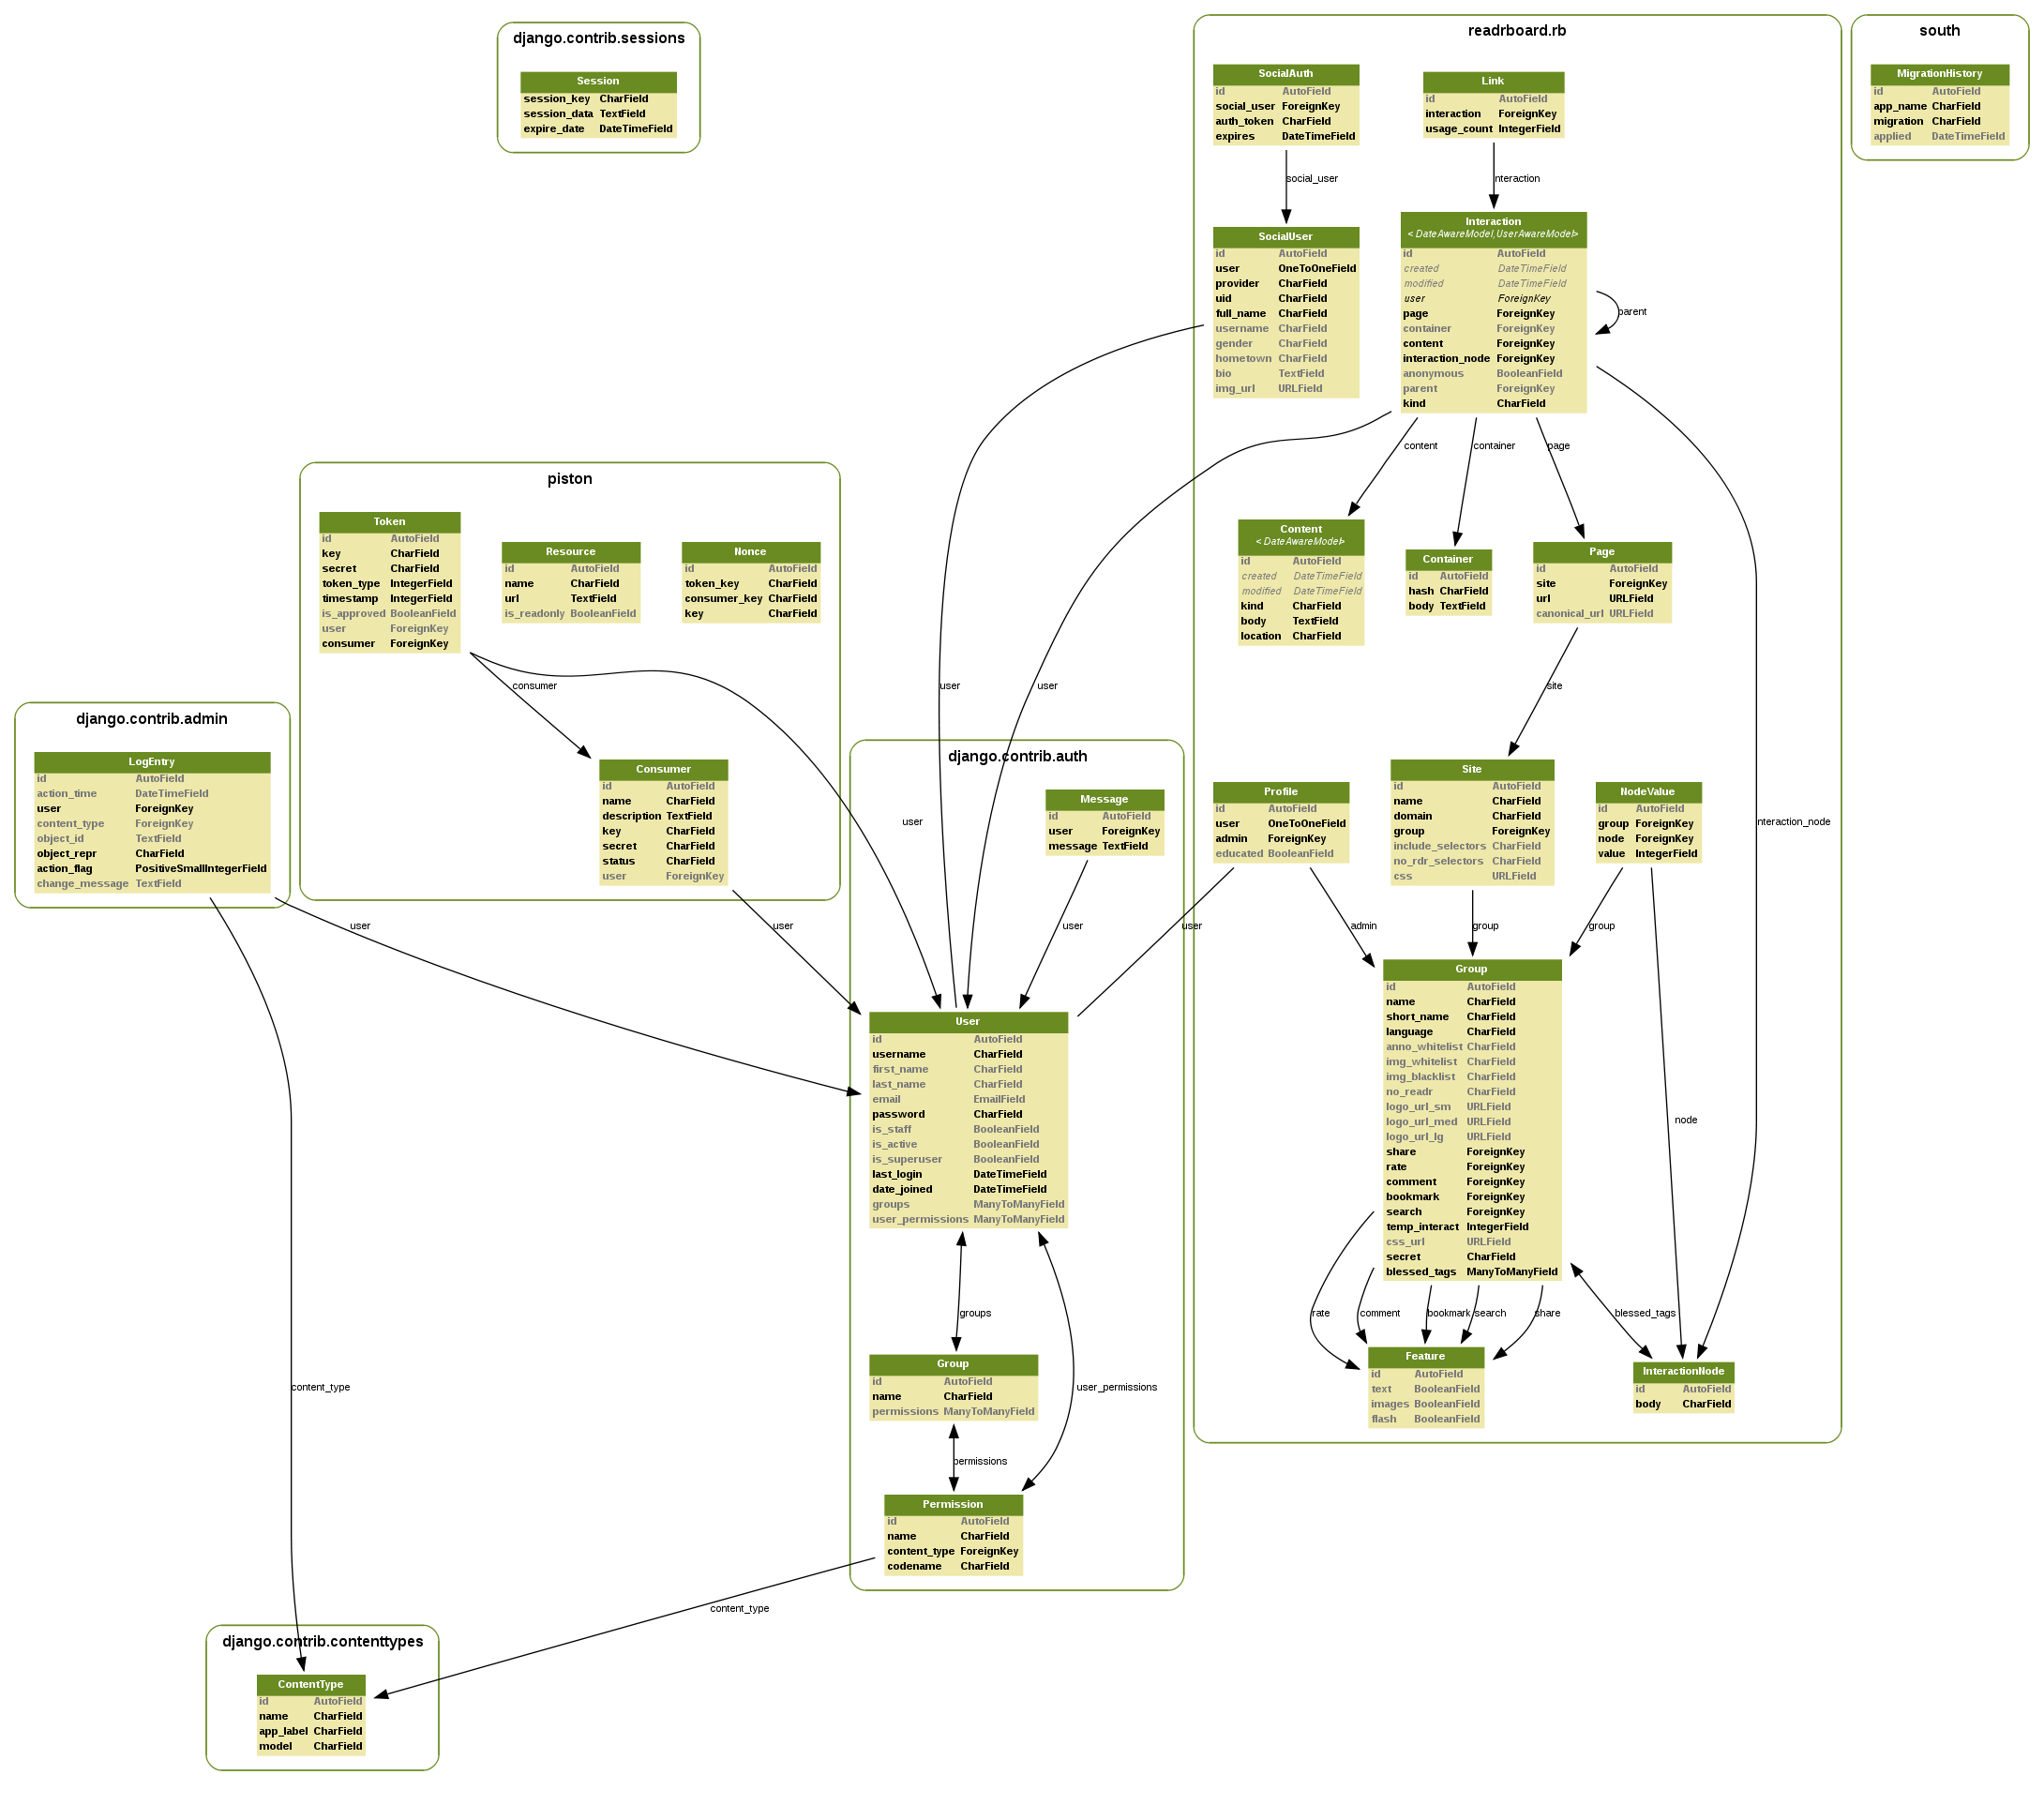 django.contrib.sessions
Session
session_key CharField
session_data TextField
expire_date DateTimeField
readrboard.rb
SocialAuth
id AutoField
social_user ForeignKey
auth_token CharField
expires DateTimeField
Link
id AutoField
interaction ForeignKey
usage_count IntegerField
south
MigrationHistory
id AutoField
app_name CharField
migration CharField
applied DateTimeField
social_user
interaction
SocialUser
id AutoField
user OneToOneField
provider CharField
uid CharField
full_name CharField
username CharField
gender CharField
hometown CharField
bio TextField
img_url URLField
Interaction
< DateAwareModel,UserAwareModel>
id AutoField
created DateTimeField
modified DateTimeField
user ForeignKey
page ForeignKey
container ForeignKey
content ForeignKey
interaction_node ForeignKey
anonymous BooleanField
parent ForeignKey
kind CharField
parent
content
container
page
piston
Token
id AutoField
key CharField
secret CharField
token_type IntegerField
timestamp IntegerField
is_approved BooleanField
user ForeignKey
consumer ForeignKey
Resource
id AutoField
name CharField
url TextField
is_readonly BooleanField
Nonce
id AutoField
token_key CharField
consumer_key CharField
key CharField
Content
< DateAwareModel>
id AutoField
created DateTimeField
modified DateTimeField
kind CharField
body TextField
location CharField
Container
id AutoField
hash CharField
body TextField
Page
id AutoField
site ForeignKey
url URLField
canonical_url URLField
consumer
user
user
site
django.contrib.admin
LogEntry
id AutoField
action_time DateTimeField
user ForeignKey
content_type ForeignKey
object_id TextField
object_repr CharField
action_flag PositiveSmallIntegerField
change_message TextField
Consumer
id AutoField
name CharField
description TextField
key CharField
secret CharField
status CharField
user ForeignKey
user
django.contrib.auth
Message
id AutoField
user ForeignKey
message TextField
Profile
id AutoField
user OneToOneField
admin ForeignKey
educated BooleanField
Site
id AutoField
name CharField
domain CharField
group ForeignKey
include_selectors CharField
no_rdr_selectors CharField
css URLField
NodeValue
id AutoField
group ForeignKey
node ForeignKey
value IntegerField
interaction_node
user
user
user
user
admin
group
group
User
id AutoField
username CharField
first_name CharField
last_name CharField
email EmailField
password CharField
is_staff BooleanField
is_active BooleanField
is_superuser BooleanField
last_login DateTimeField
date_joined DateTimeField
groups ManyToManyField
user_permissions ManyToManyField
Group
id AutoField
name CharField
short_name CharField
language CharField
anno_whitelist CharField
img_whitelist CharField
img_blacklist CharField
no_readr CharField
logo_url_sm URLField
logo_url_med URLField
logo_url_lg URLField
share ForeignKey
rate ForeignKey
comment ForeignKey
bookmark ForeignKey
search ForeignKey
temp_interact IntegerField
css_url URLField
secret CharField
blessed_tags ManyToManyField
node
groups
rate
comment
bookmark
search
share
blessed_tags
Group
id AutoField
name CharField
permissions ManyToManyField
content_type
user_permissions
Feature
id AutoField
text BooleanField
images BooleanField
flash BooleanField
InteractionNode
id AutoField
body CharField
permissions
Permission
id AutoField
name CharField
content_type ForeignKey
codename CharField
content_type
django.contrib.contenttypes
ContentType
id AutoField
name CharField
app_label CharField
model CharField